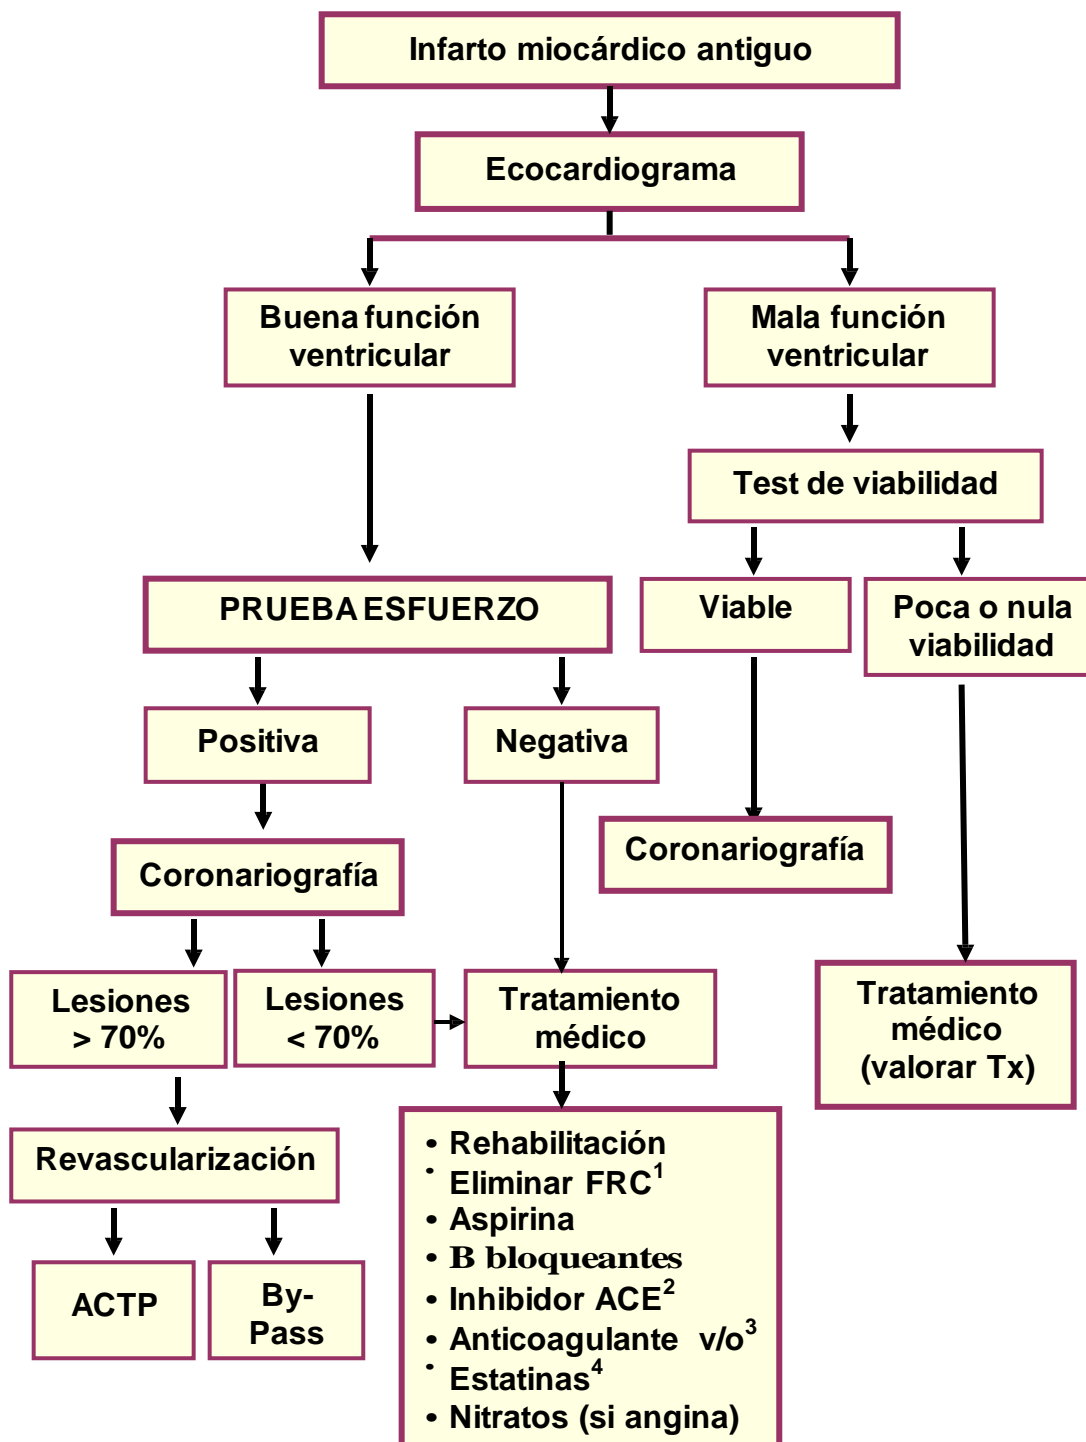 Infarto miocárdico antiguo
Ecocardiograma
Buena función
ventricular
Mala función
ventricular
Test de viabilidad
PRUEBA ESFUERZO
Viable
Poca o nula
viabilidad
Positiva
Negativa
Coronariografía
Coronariografía
Lesiones
> 70%
Lesiones
< 70%
Tratamiento
médico
Tratamiento
médico
(valorar Tx)
Revascularización
ACTP
By-
Pass
• Rehabilitación
• Eliminar FRC1
• Aspirina
• B bloqueantes
• Inhibidor ACE2
• Anticoagulante v/o3
• Estatinas4
• Nitratos (si angina)